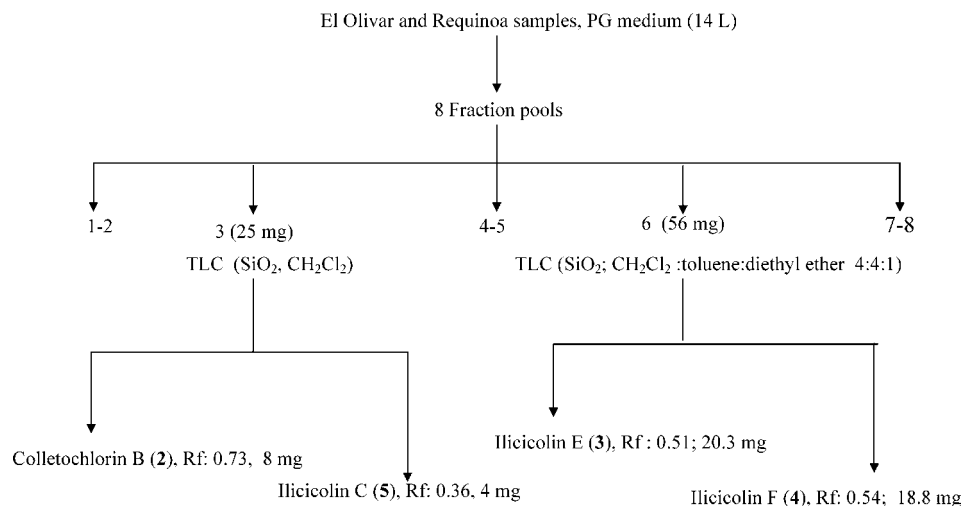 El Olivar and Requinoa samples, PG medium (14 L)
8 Fraction pools
1-2
3 (25 mg)
4-5
6 (56 mg)
7-8
TLC (SiO2, CH2Cl2)
TLC (SiO2; CH2Cl2 :toluene:diethyl ether 4:4:1)
Colletochlorin B (2), Rf: 0.73, 8 mg
Ilicicolin C (5), Rf: 0.36, 4 mg
Ilicicolin E (3), Rf : 0.51; 20.3 mg
Ilicicolin F (4), Rf: 0.54; 18.8 mg